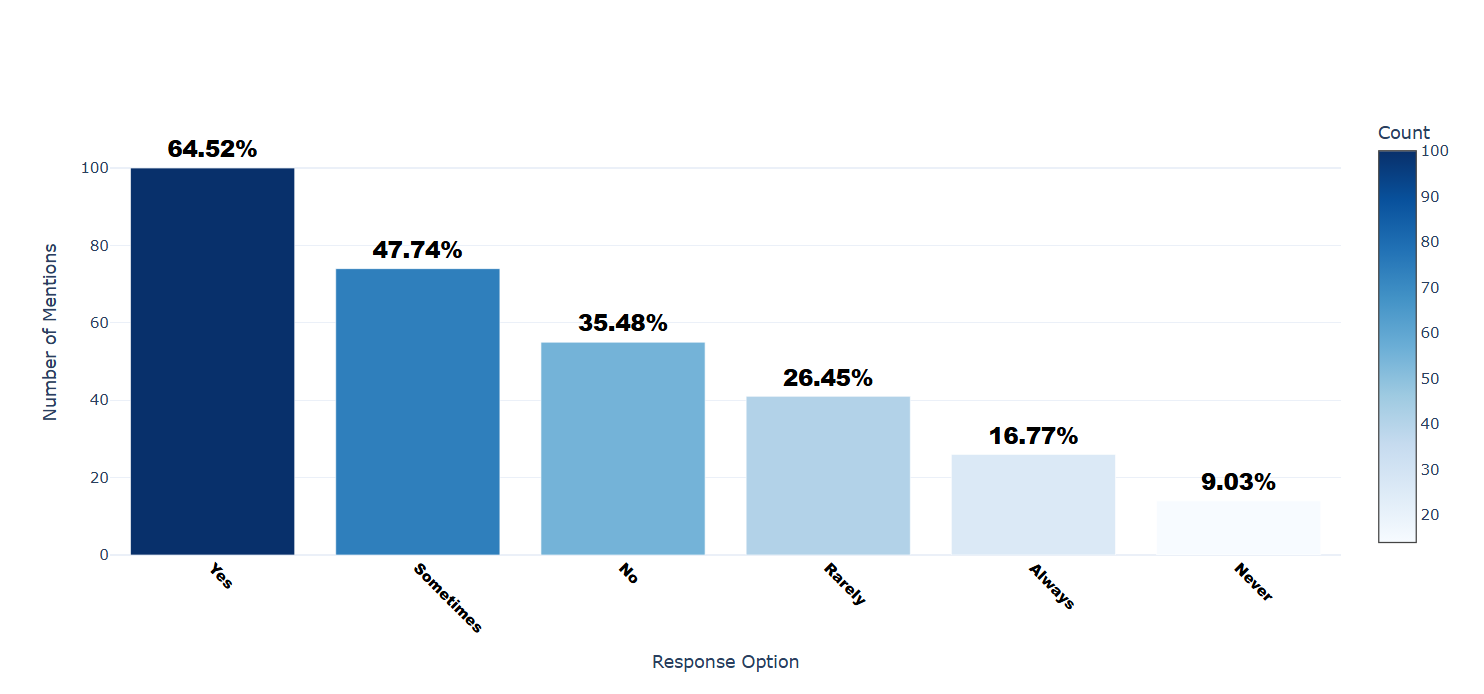 64.52%
47.74%
35.48%
26.45%
16.77%
9.03%
Number of Mentions
100
80
60
40
20
0
Yes
Sometimes
No
Rarely
Always
Never
Response Option
Count
100
90
80
70
60
50
40
30
20